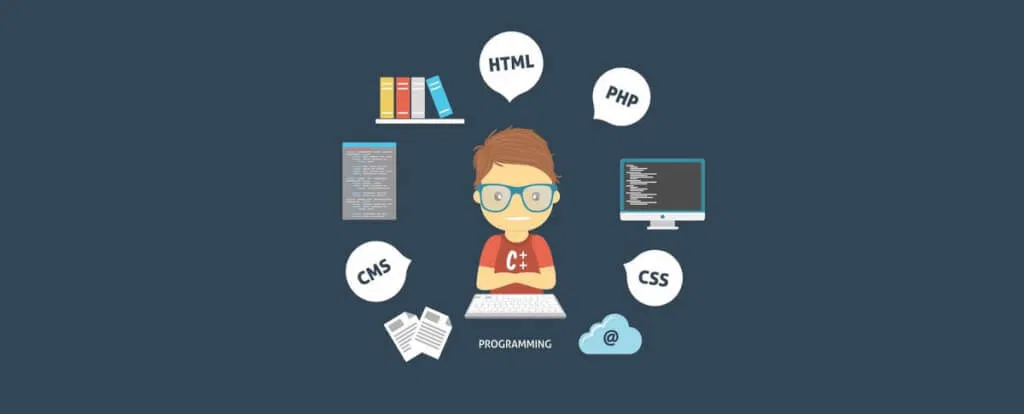 HTML
PHP
CMS
C++
CSS
@
PROGRAMMING